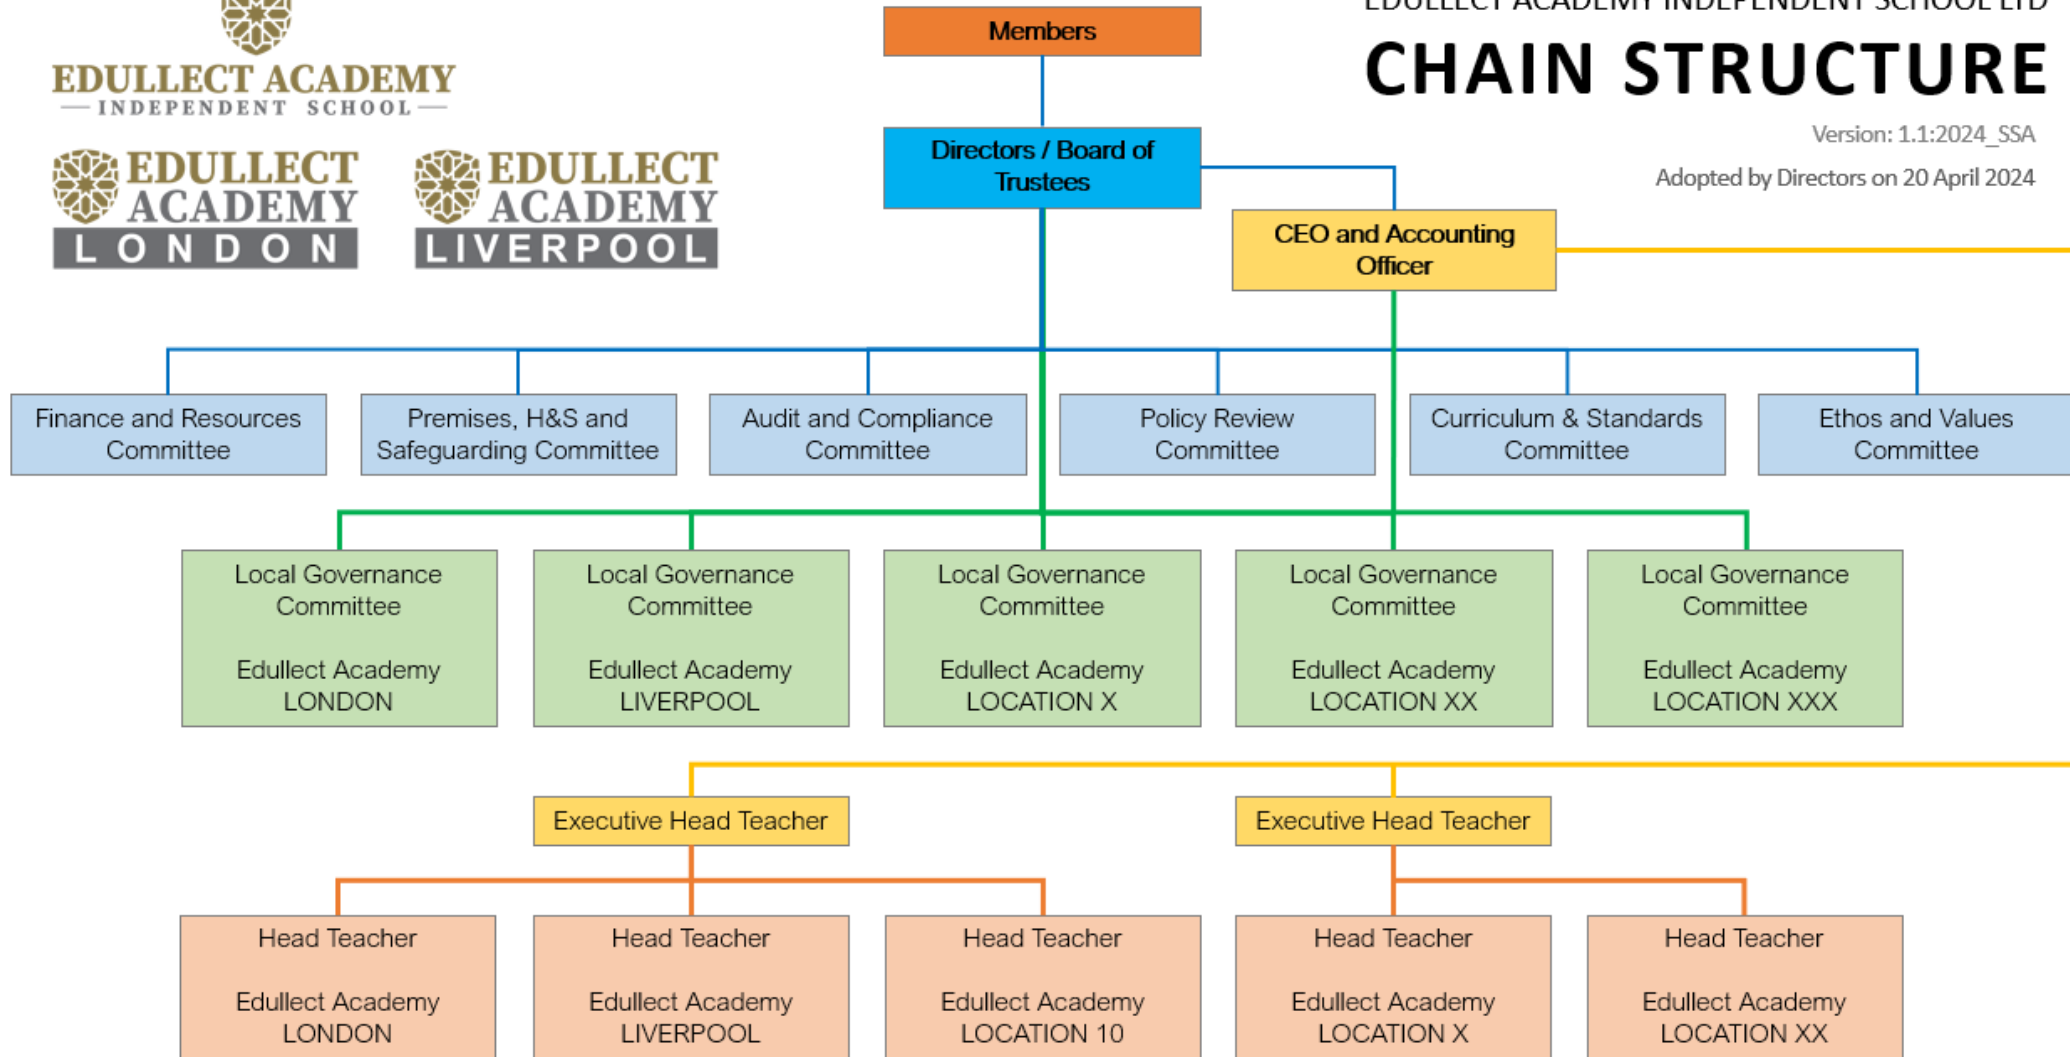 EDULLECT ACADEMY INDEPENDENT SCHOOL LTD
CHAIN STRUCTURE
Version: 1.1:2024_SSA
Adopted by Directors on 20 April 2024
EDULLECT ACADEMY
INDEPENDENT SCHOOL
EDULLECT
ACADEMY
LONDON
EDULLECT
ACADEMY
LIVERPOOL
Members
Directors / Board of
Trustees
CEO and Accounting
Officer
Finance and Resources
Committee
Premises, H&S and
Safeguarding Committee
Audit and Compliance
Committee
Policy Review
Committee
Curriculum & Standards
Committee
Ethos and Values
Committee
Local Governance
Committee
Edullect Academy
LONDON
Local Governance
Committee
Edullect Academy
LIVERPOOL
Local Governance
Committee
Edullect Academy
LOCATION X
Local Governance
Committee
Edullect Academy
LOCATION XX
Local Governance
Committee
Edullect Academy
LOCATION XXX
Executive Head Teacher
Executive Head Teacher
Head Teacher
Edullect Academy
LONDON
Head Teacher
Edullect Academy
LIVERPOOL
Head Teacher
Edullect Academy
LOCATION 10
Head Teacher
Edullect Academy
LOCATION X
Head Teacher
Edullect Academy
LOCATION XX